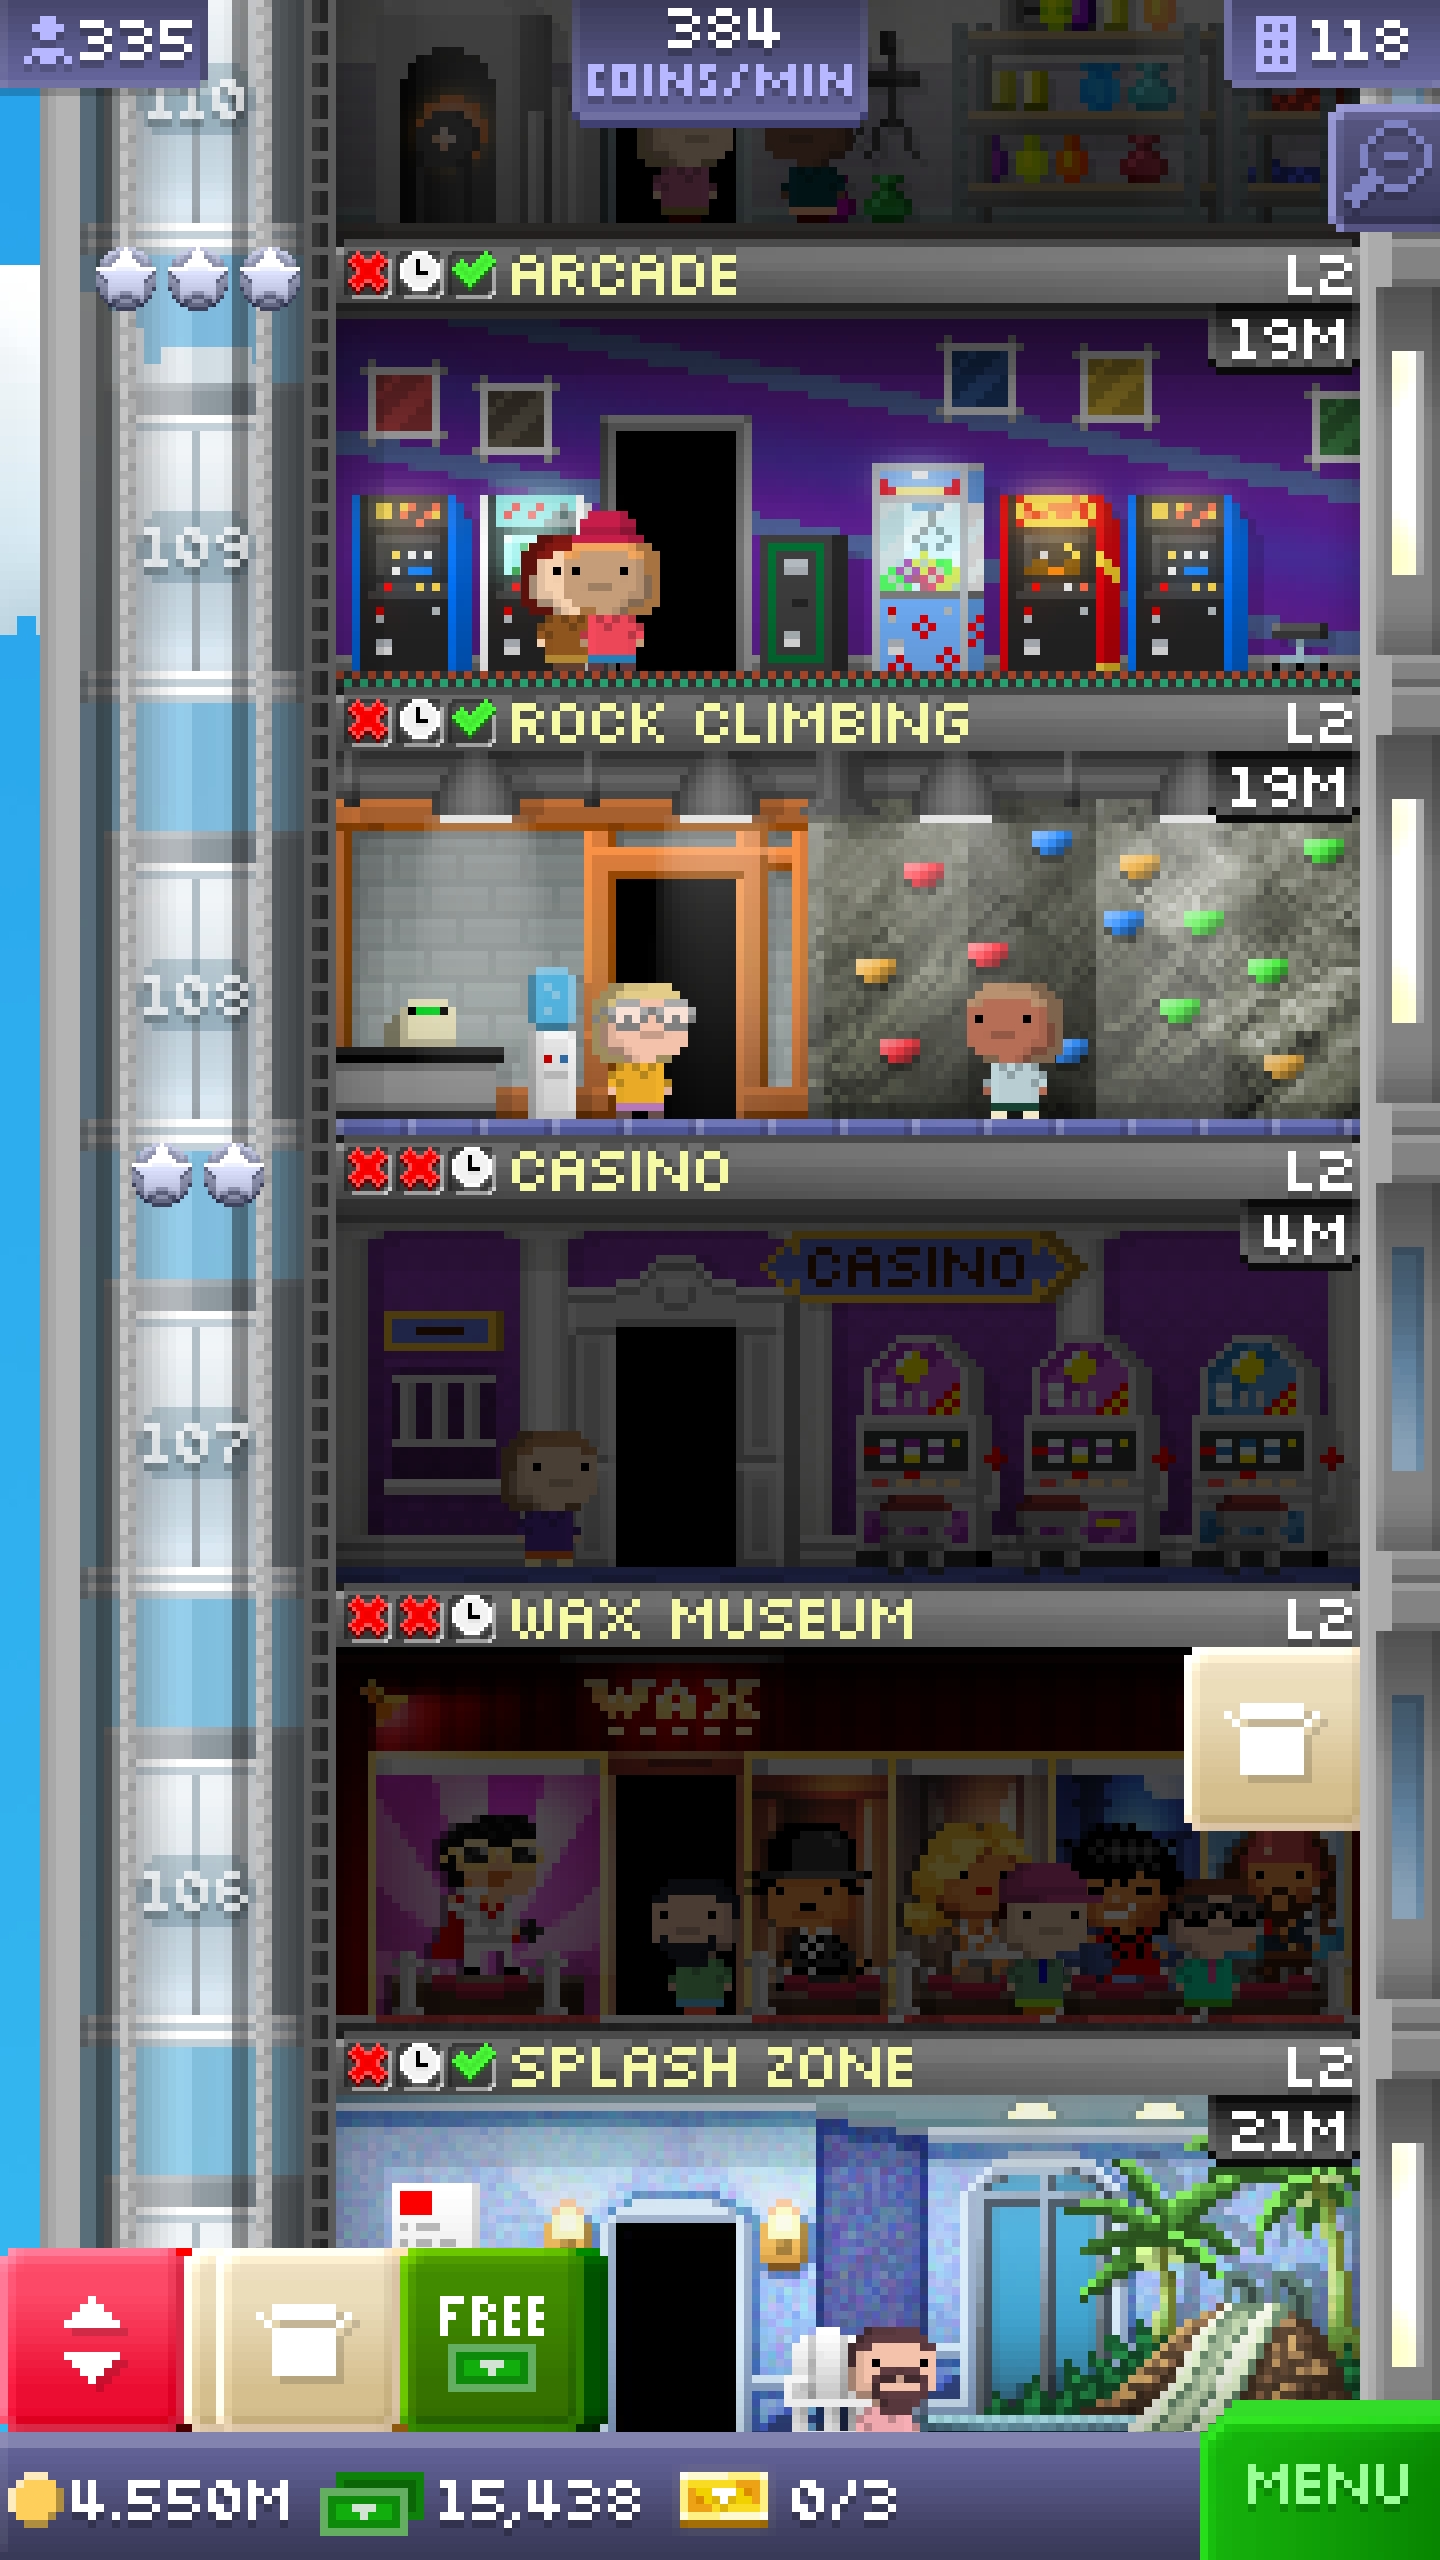 335
384
COINS/MIN
118
110
ARCADE L2
19M
109
ROCK CLIMBING L2
19M
108
CASINO L2
4M
CASINO
107
WAX MUSEUM L2
WAX
106
SPLASH ZONE L2
21M
FREE
4.550M 15,438 0/3
MENU